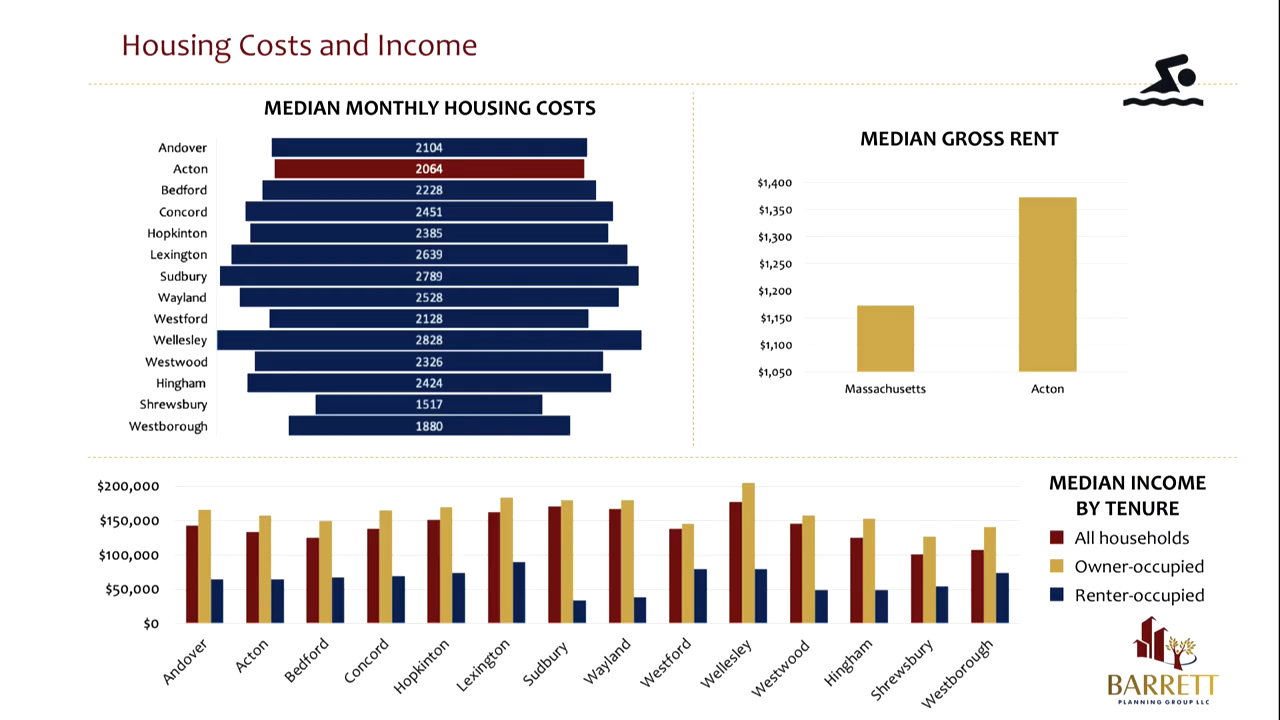 Housing Costs and Income
MEDIAN MONTHLY HOUSING COSTS
Andover 2104
Acton 2064
Bedford 2228
Concord 2451
Hopkinton 2385
Lexington 2639
Sudbury 2789
Wayland 2528
Westford 2128
Wellesley 2828
Westwood 2326
Hingham 2424
Shrewsbury 1517
Westborough 1880
MEDIAN GROSS RENT
$1,400
$1,350
$1,300
$1,250
$1,200
$1,150
$1,100
$1,050
Massachusetts Acton
$200,000
$150,000
$100,000
$50,000
$0
Andover Acton Bedford Concord Hopkinton Lexington Sudbury Wayland Westford Wellesley Westwood Hingham Shrewsbury Westborough
MEDIAN INCOME
BY TENURE
All households
Owner-occupied
Renter-occupied
BARRETT
PLANNING GROUP LLC